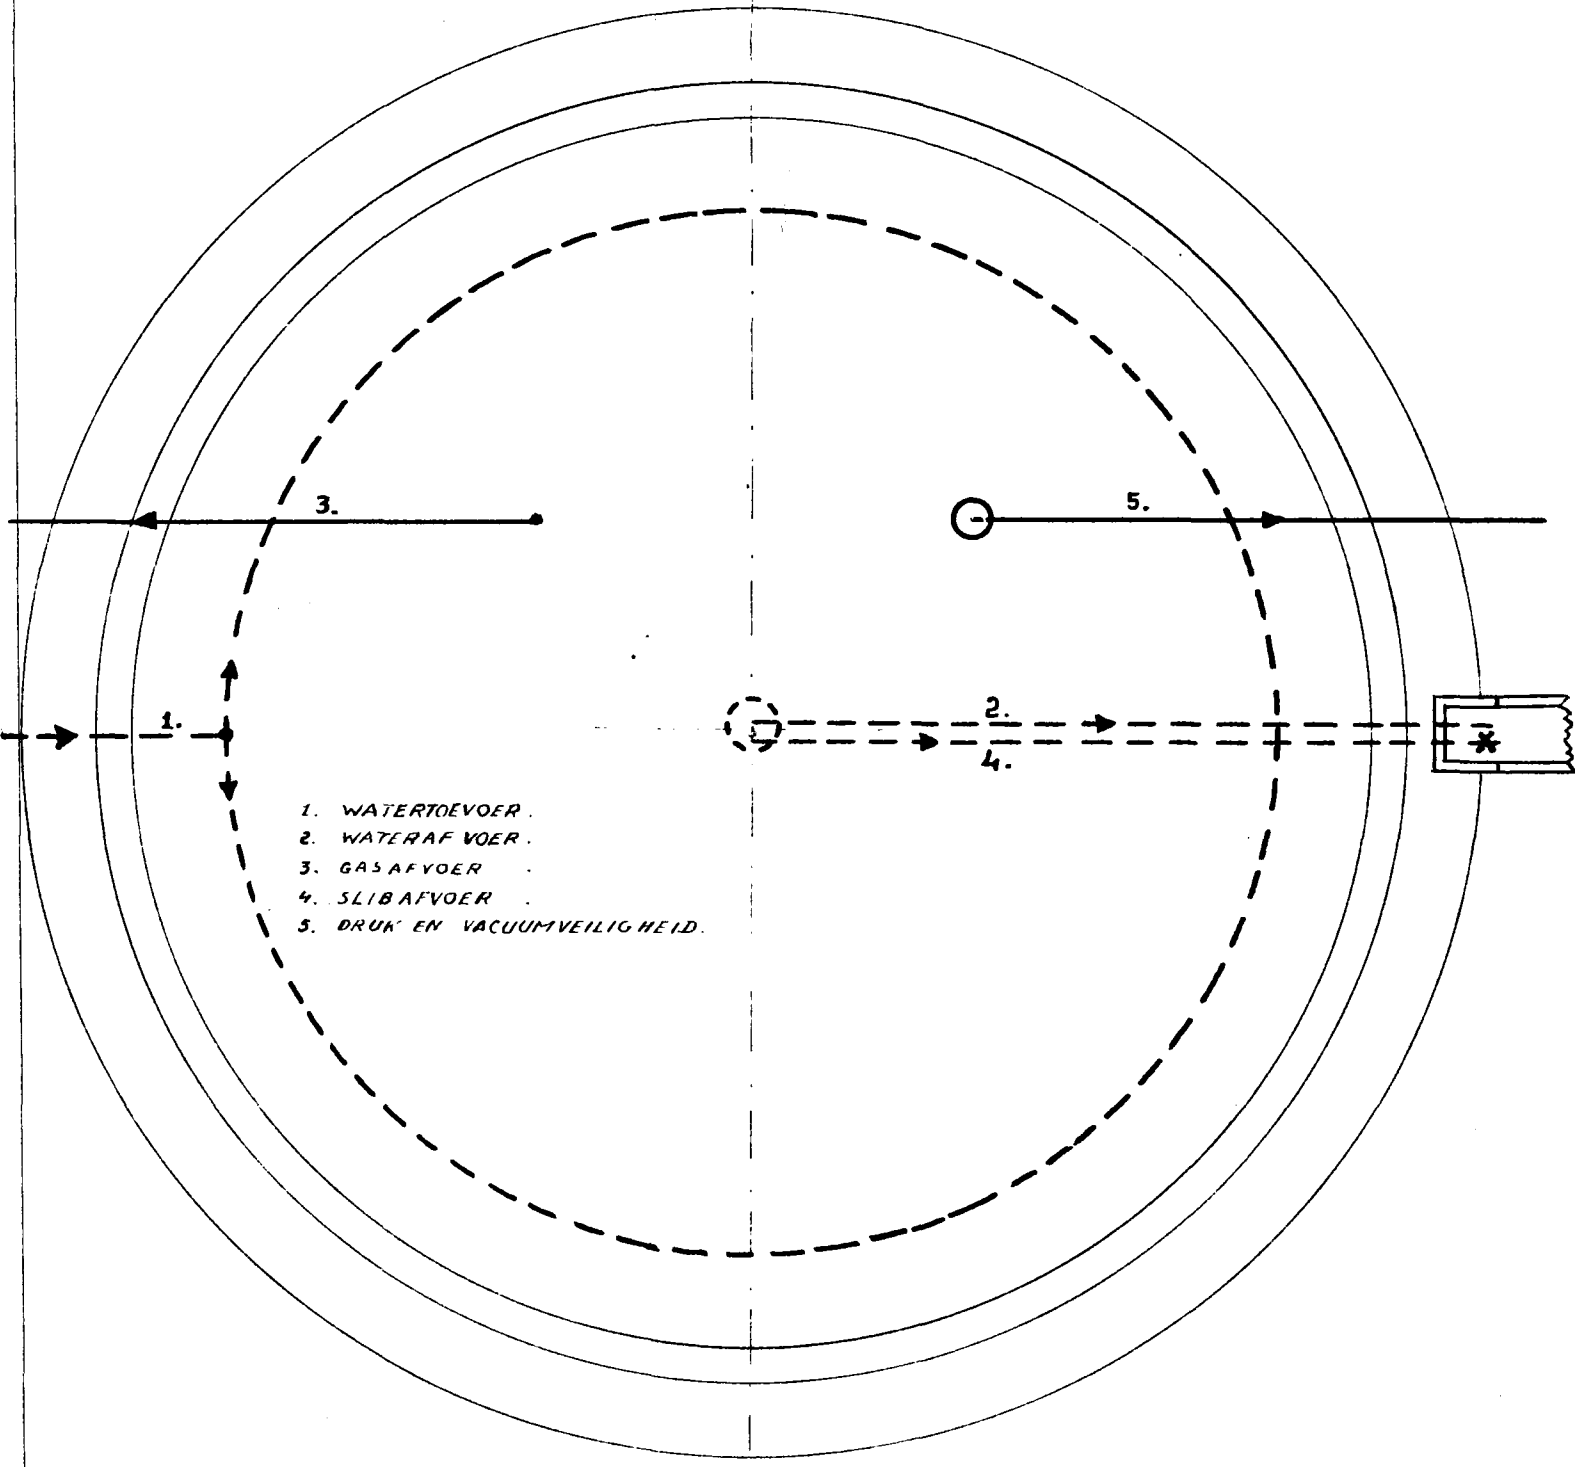 3.
5.
1.
2.
4.
1. WATERTOEVOER.
2. WATERAFVOER.
3. GASAFVOER.
4. SLIBAFVOER.
5. DRUK EN VACUUMVEILIGHEID.